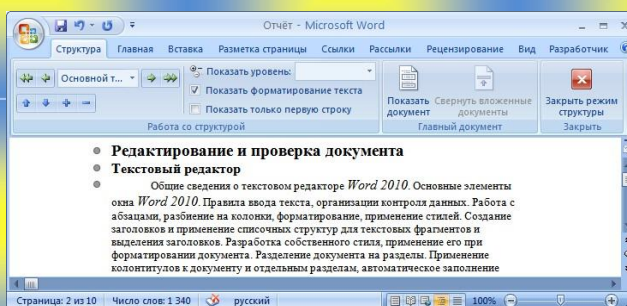 Отчёт - Microsoft Word
Структура Главная Вставка Разметка страницы Ссылки Рассылки Рецензирование Вид Разработчик
Основной т... Показать уровень:
Показать форматирование текста
Показать только первую строку
Показать документ Свернуть вложенные документы Закрыть режим структуры
Работа со структурой Главный документ Закрыть
Редактирование и проверка документа
Текстовый редактор
Общие сведения о текстовом редакторе Word 2010. Основные элементы
окна Word 2010. Правила ввода текста, организации контроля данных. Работа с
абзацами, разбиение на колонки, форматирование, применение стилей. Создание
заголовков и применение списочных структур для текстовых фрагментов и
выделения заголовков. Разработка собственного стиля, применение его при
форматировании документа. Разделение документа на разделы. Применение
колонтитулов к документу и отдельным разделам, автоматическое заполнение
Страница: 2 из 10 Число слов: 1 340 русский 100%